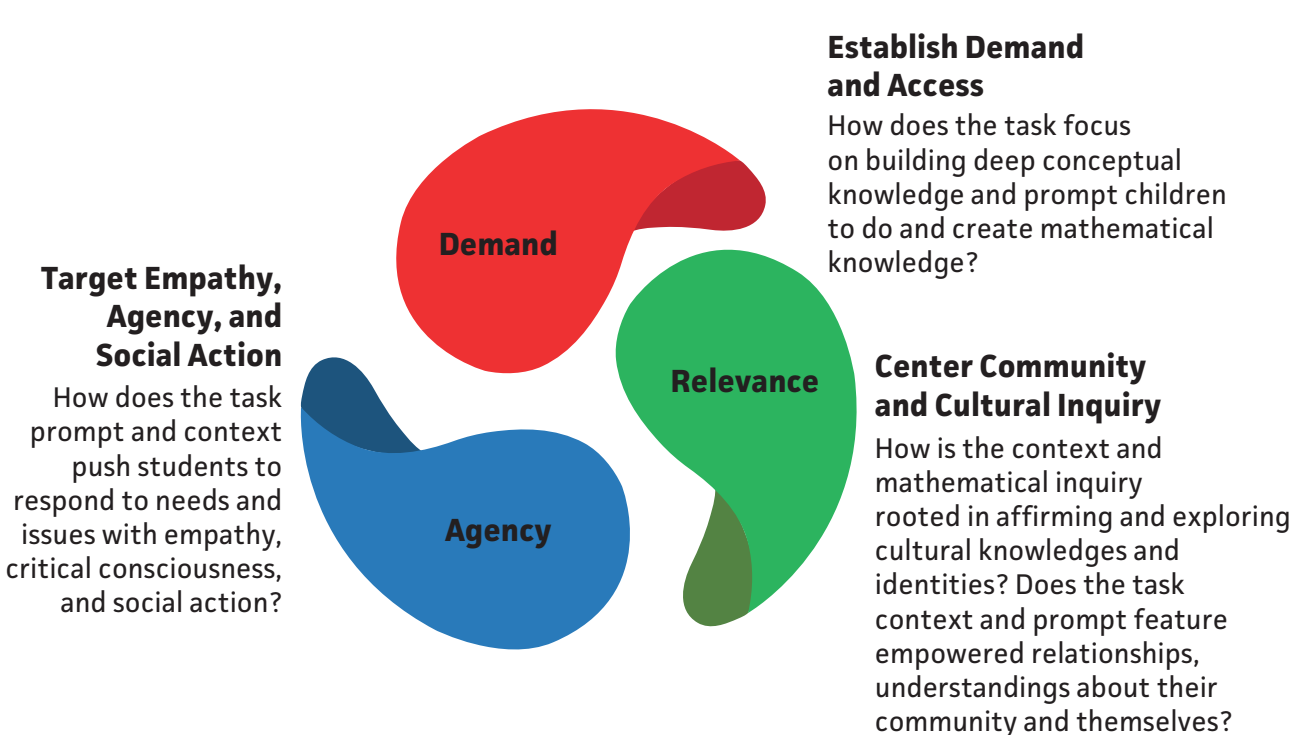 Establish Demand
and Access
How does the task focus
on building deep conceptual
knowledge and prompt children
to do and create mathematical
knowledge?
Demand
Target Empathy,
Agency, and
Social Action
How does the task
prompt and context
push students to
respond to needs and
issues with empathy,
critical consciousness,
and social action?
Relevance
Center Community
and Cultural Inquiry
How is the context and
mathematical inquiry
rooted in affirming and exploring
cultural knowledges and
identities? Does the task
context and prompt feature
empowered relationships,
understandings about their
community and themselves?
Agency